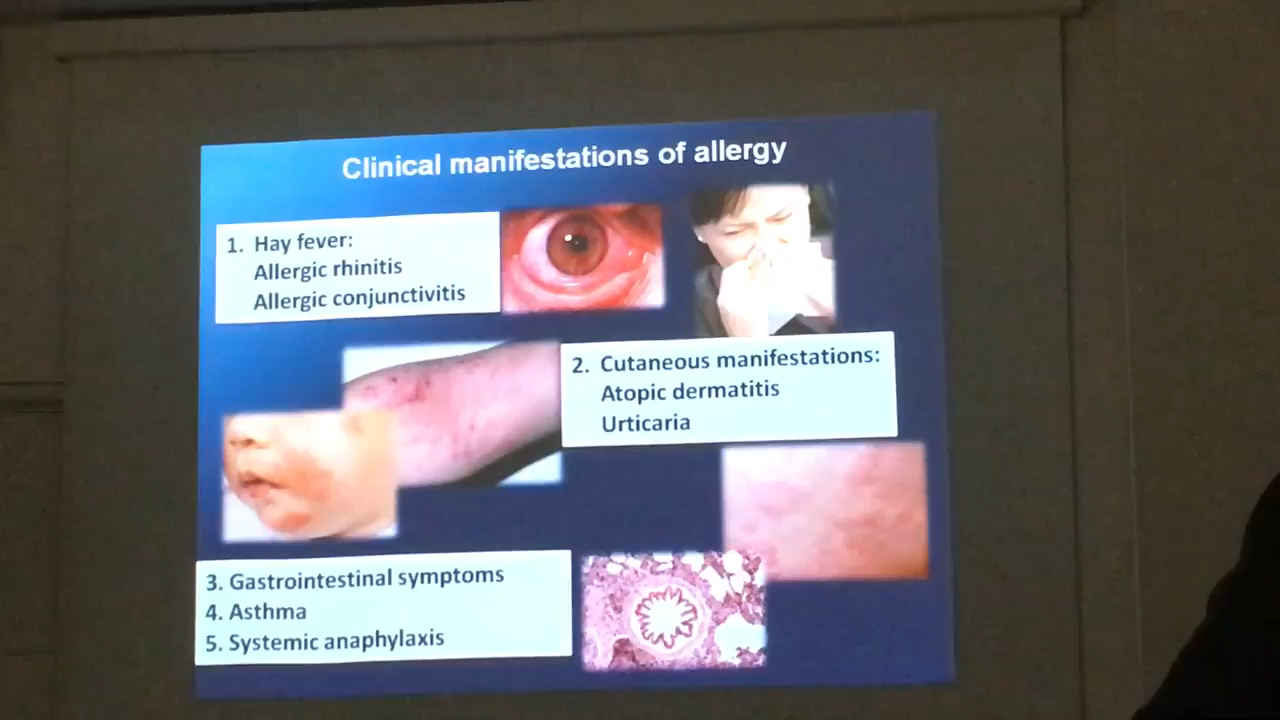 Clinical manifestations of allergy
1. Hay fever:
Allergic rhinitis
Allergic conjunctivitis
2. Cutaneous manifestations:
Atopic dermatitis
Urticaria
3. Gastrointestinal symptoms
4. Asthma
5. Systemic anaphylaxis